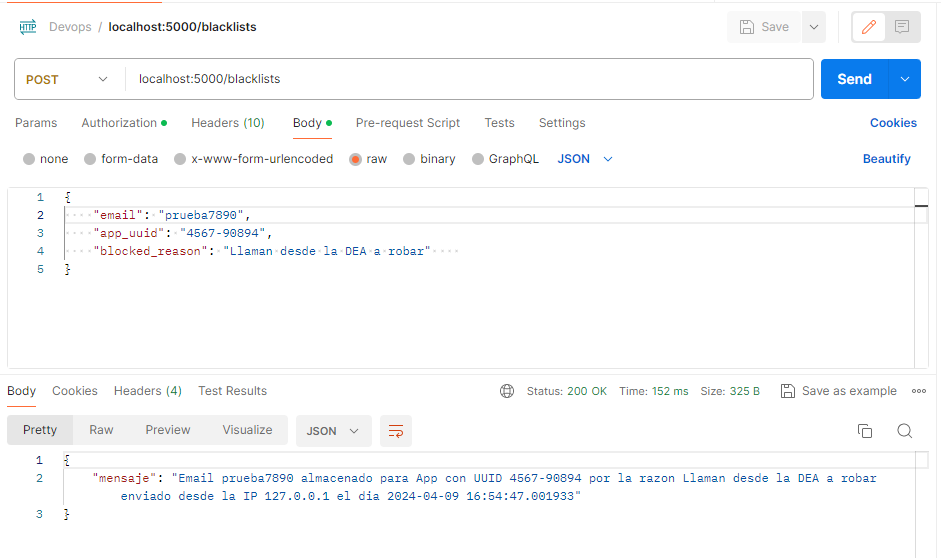 HTTP Devops / localhost:5000/blacklists Save
POST localhost:5000/blacklists Send
Params Authorization Headers (10) Body Pre-request Script Tests Settings Cookies
none form-data x-www-form-urlencoded raw binary GraphQL JSON Beautify
1 {
2 "email": "prueba7890",
3 "app_uuid": "4567-90894",
4 "blocked_reason": "Llaman desde la DEA a robar"
5 }
Body Cookies Headers (4) Test Results Status: 200 OK Time: 152 ms Size: 325 B Save as example
Pretty Raw Preview Visualize JSON
1 {
2 "mensaje": "Email prueba7890 almacenado para App con UUID 4567-90894 por la razon Llaman desde la DEA a robar
enviado desde la IP 127.0.0.1 el dia 2024-04-09 16:54:47.001933"
3 }